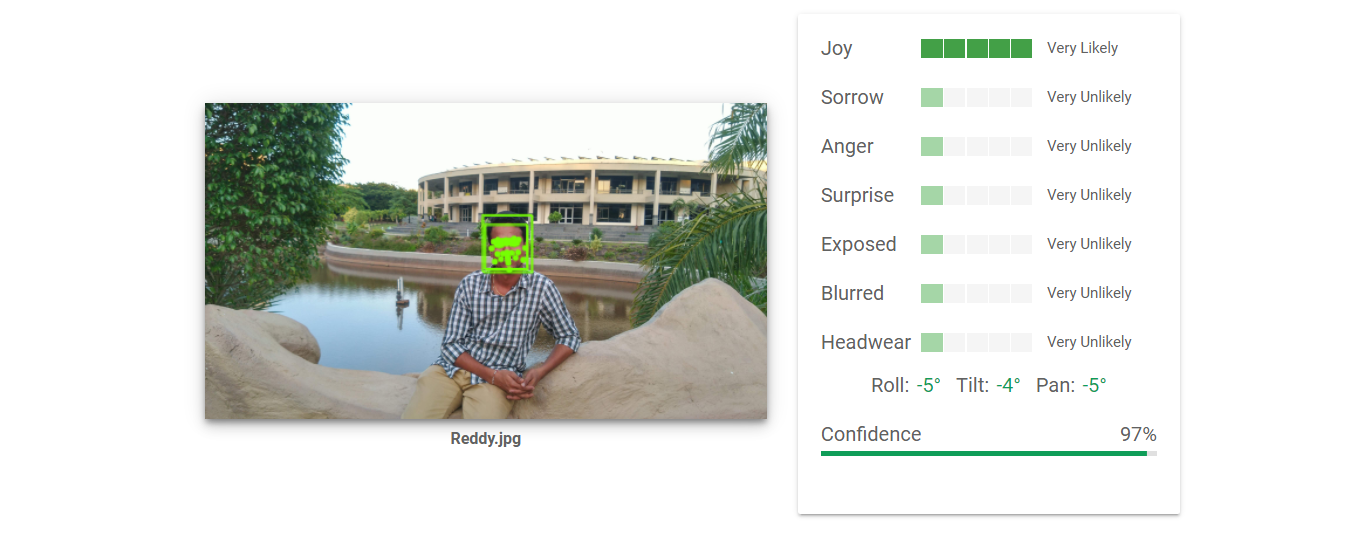 Joy Very Likely
Sorrow Very Unlikely
Anger Very Unlikely
Surprise Very Unlikely
Exposed Very Unlikely
Blurred Very Unlikely
Headwear Very Unlikely
Roll: -5° Tilt: -4° Pan: -5°
Confidence 97%
Reddy.jpg